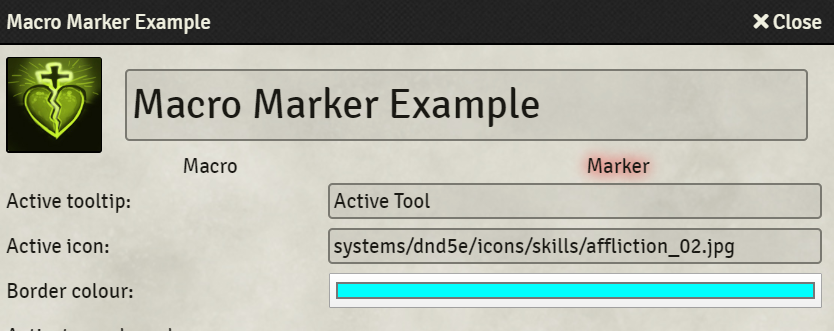 Macro Marker Example
Close
Macro Marker Example
Macro
Marker
Active tooltip:
Active Tool
Active icon:
systems/dnd5e/icons/skills/affliction_02.jpg
Border colour: